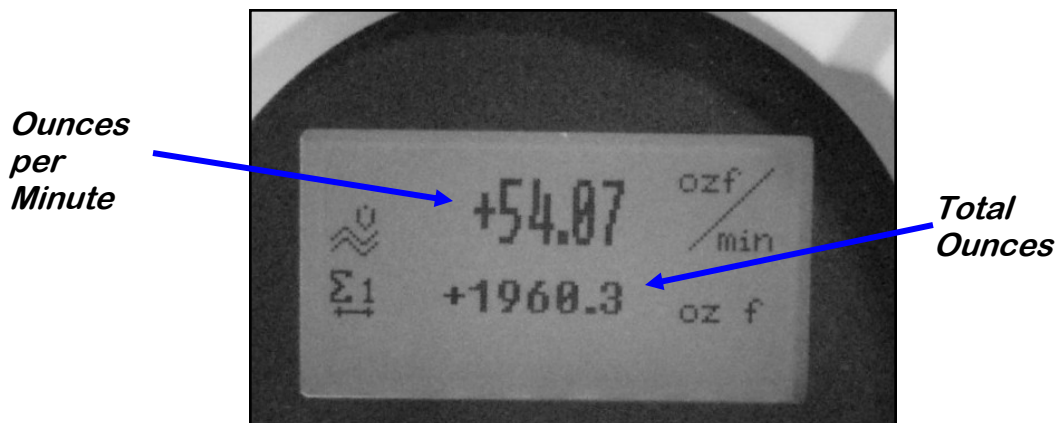 Ounces
per
Minute
+54.07 ozf/min
Σ1 +1960.3 oz f
Total
Ounces